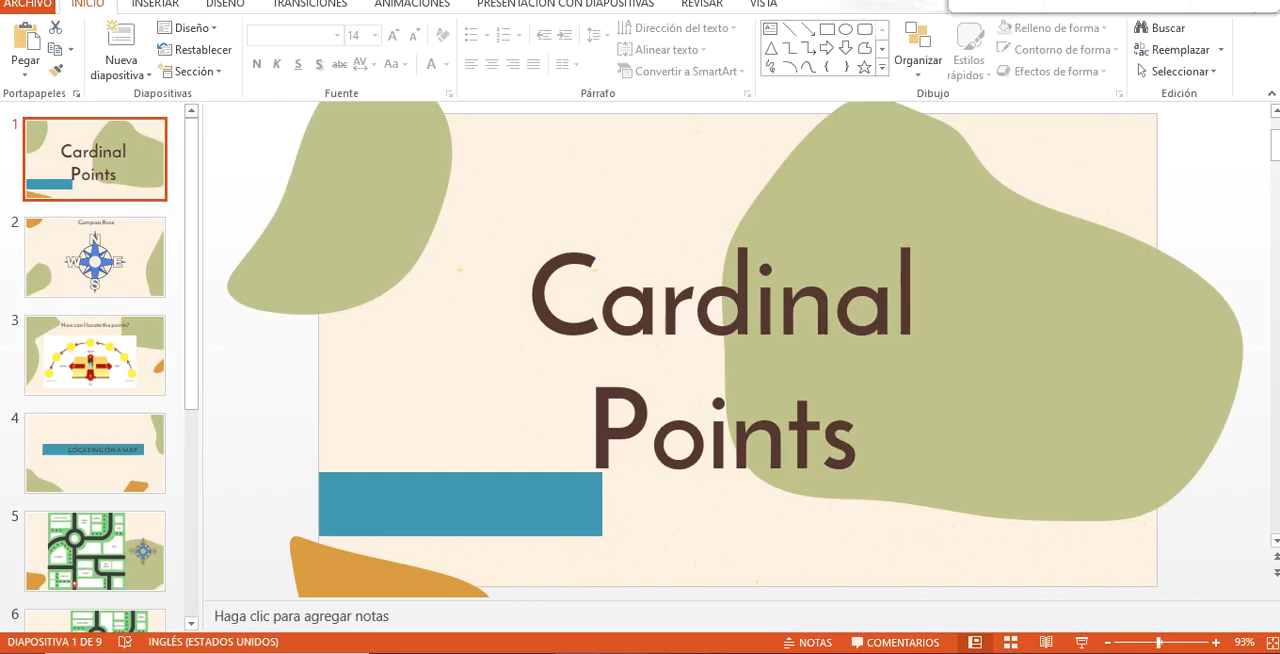 ARCHIVO INICIO INSERTAR DISEÑO TRANSICIONES ANIMACIONES PRESENTACIÓN CON DIAPOSITIVAS REVISAR VISTA
Pegar
Portapapeles
Nueva
diapositiva
Diseño
Restablecer
Sección
Diapositivas
14
N K S S abc AV Aa A
Fuente
Dirección del texto
Alinear texto
Convertir a SmartArt
Párrafo
Organizar
Estilos
rápidos
Relleno de forma
Contorno de forma
Efectos de forma
Dibujo
Buscar
Reemplazar
Seleccionar
Edición
1
Cardinal
Points
2
Compass Rose
N
W E
S
3
How can I locate the points?
4
LOCATING ON A MAP
5
6
Cardinal
Points
Haga clic para agregar notas
DIAPOSITIVA 1 DE 9 INGLÉS (ESTADOS UNIDOS) NOTAS COMENTARIOS 93%